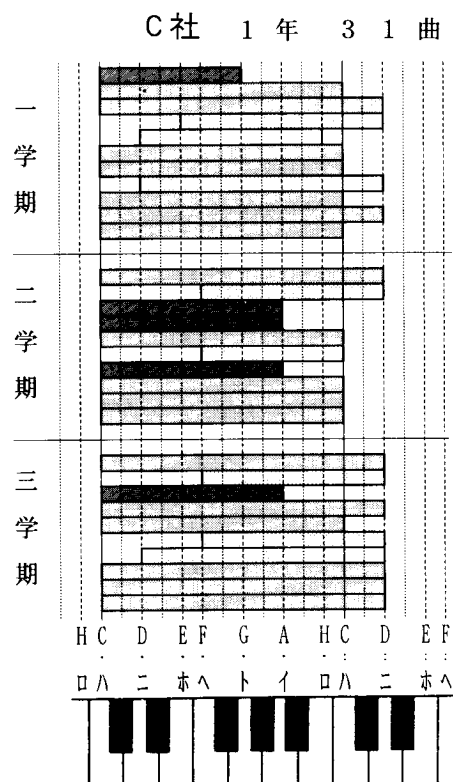 C社 1年 31曲
一学期
二学期
三学期
H C D E F G A H C D E F
ロ ハ ニ ホ ヘ ト イ ロ ハ ニ ホ ヘ